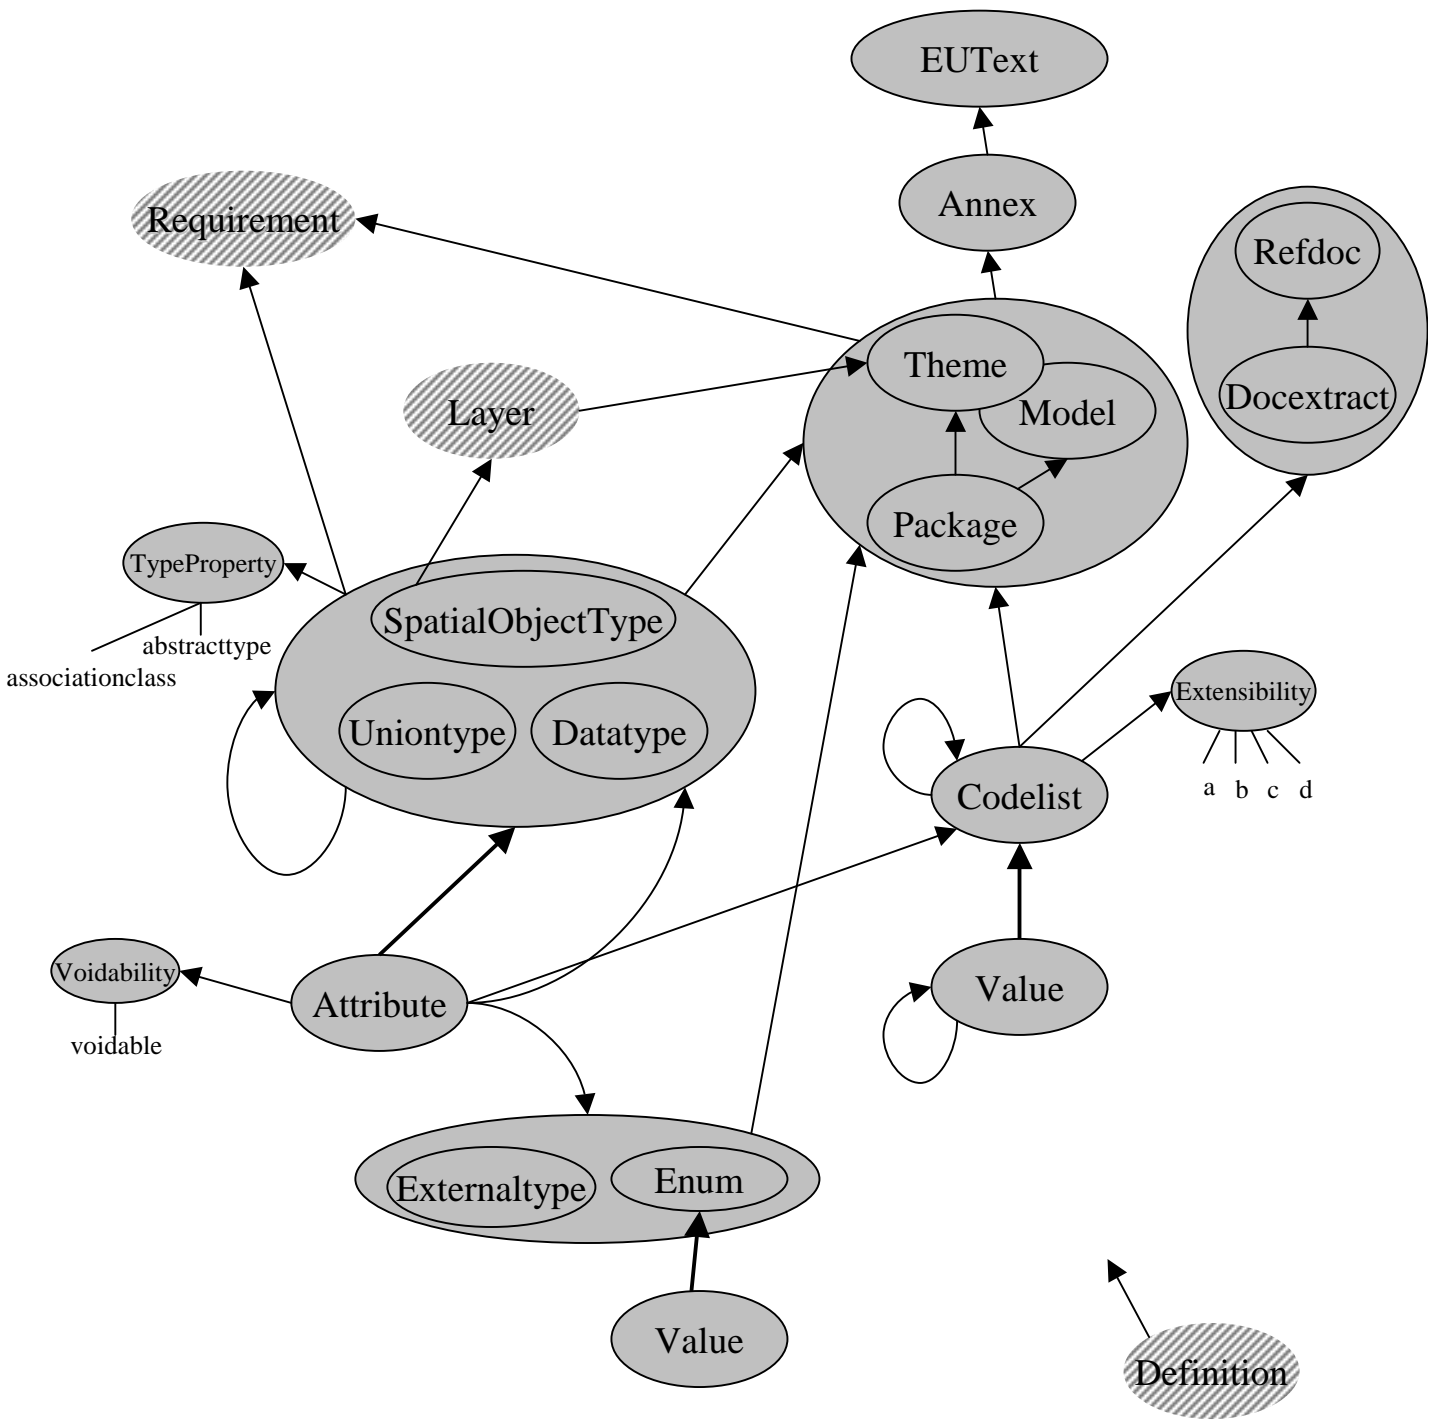 EUText
Annex
Requirement
Refdoc
Theme
Layer
Model
Docextract
Package
TypeProperty
SpatialObjectType
abstracttype
associationclass
Extensibility
Uniontype
Datatype
a b c d
Codelist
Voidability
Attribute
Value
voidable
Externaltype
Enum
Value
Definition